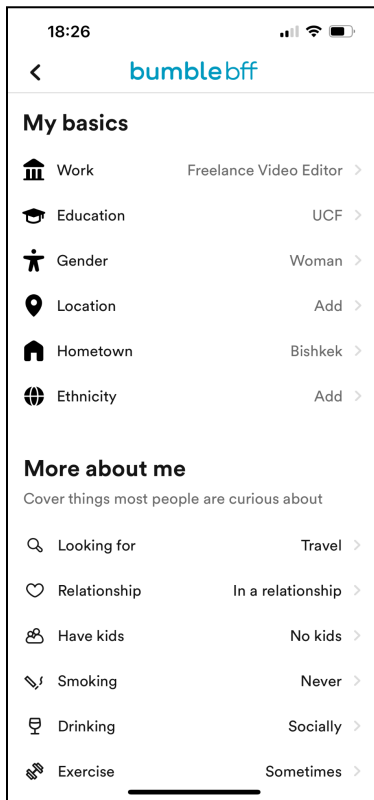 18:26
bumble bff
My basics
Work Freelance Video Editor
Education UCF
Gender Woman
Location Add
Hometown Bishkek
Ethnicity Add
More about me
Cover things most people are curious about
Looking for Travel
Relationship In a relationship
Have kids No kids
Smoking Never
Drinking Socially
Exercise Sometimes